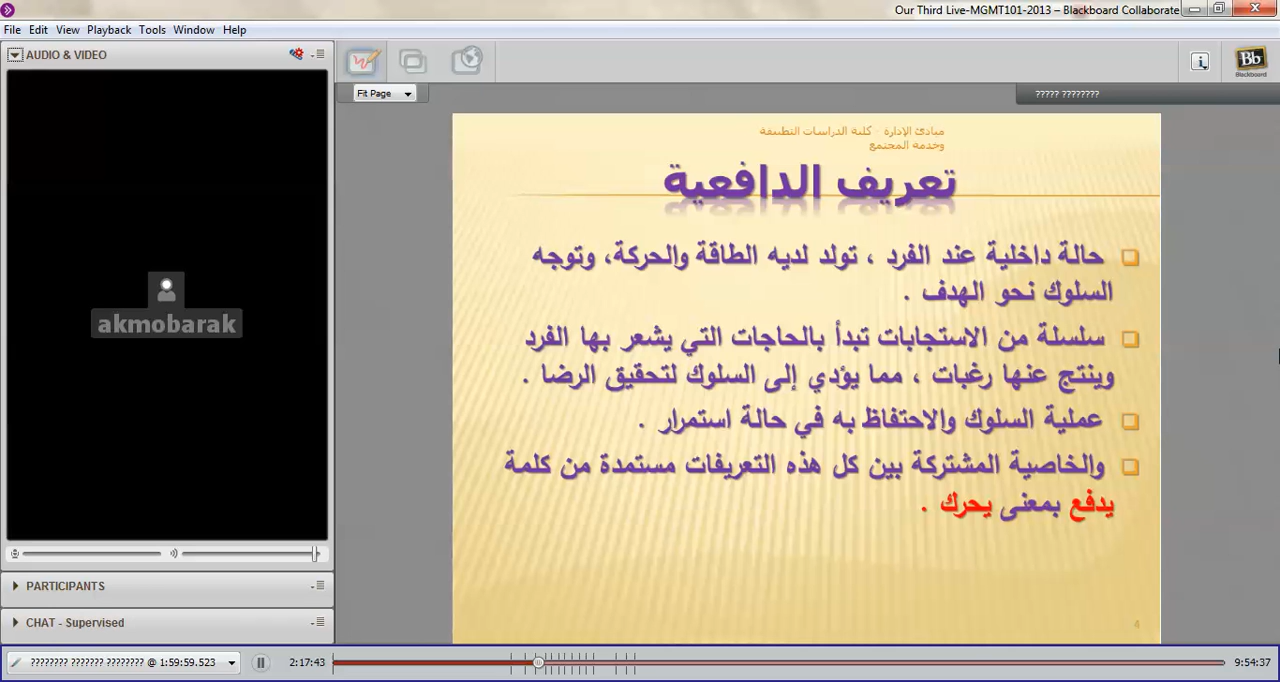 Our Third Live-MGMT101-2013 – Blackboard Collaborate
File Edit View Playback Tools Window Help
AUDIO & VIDEO
akmobarak
PARTICIPANTS
CHAT - Supervised
Fit Page
Bb
Blackboard
????? ????????
مبادئ الإدارة - كلية الدراسات التطبيقية
وخدمة المجتمع
تعريف الدافعية
حالة داخلية عند الفرد ، تولد لديه الطاقة والحركة، وتوجه
السلوك نحو الهدف .
سلسلة من الاستجابات تبدأ بالحاجات التي يشعر بها الفرد
وينتج عنها رغبات ، مما يؤدي إلى السلوك لتحقيق الرضا .
عملية السلوك والاحتفاظ به في حالة استمرار .
والخاصية المشتركة بين كل هذه التعريفات مستمدة من كلمة
يدفع بمعنى يحرك .
4
???????? ??????? ???????? @ 1:59:59.523
2:17:43
9:54:37